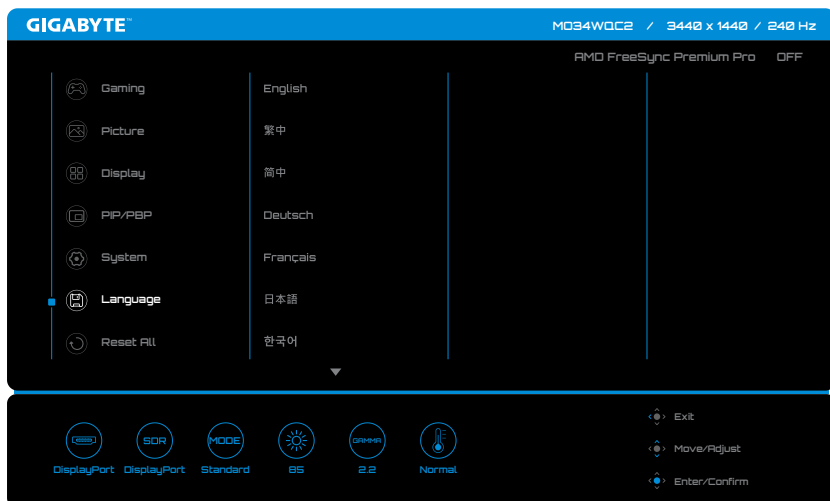 GIGABYTE™
MO34WQC2 / 3440 x 1440 / 240 Hz
AMD FreeSync Premium Pro OFF
Gaming
English
Picture
繁中
Display
简中
PIP/PBP
Deutsch
System
Français
Language
日本語
Reset All
한국어
Exit
SQR
MODE
GAMMA
Move/Adjust
DisplayPort
DisplayPort
Standard
85
2.2
Normal
Enter/Confirm